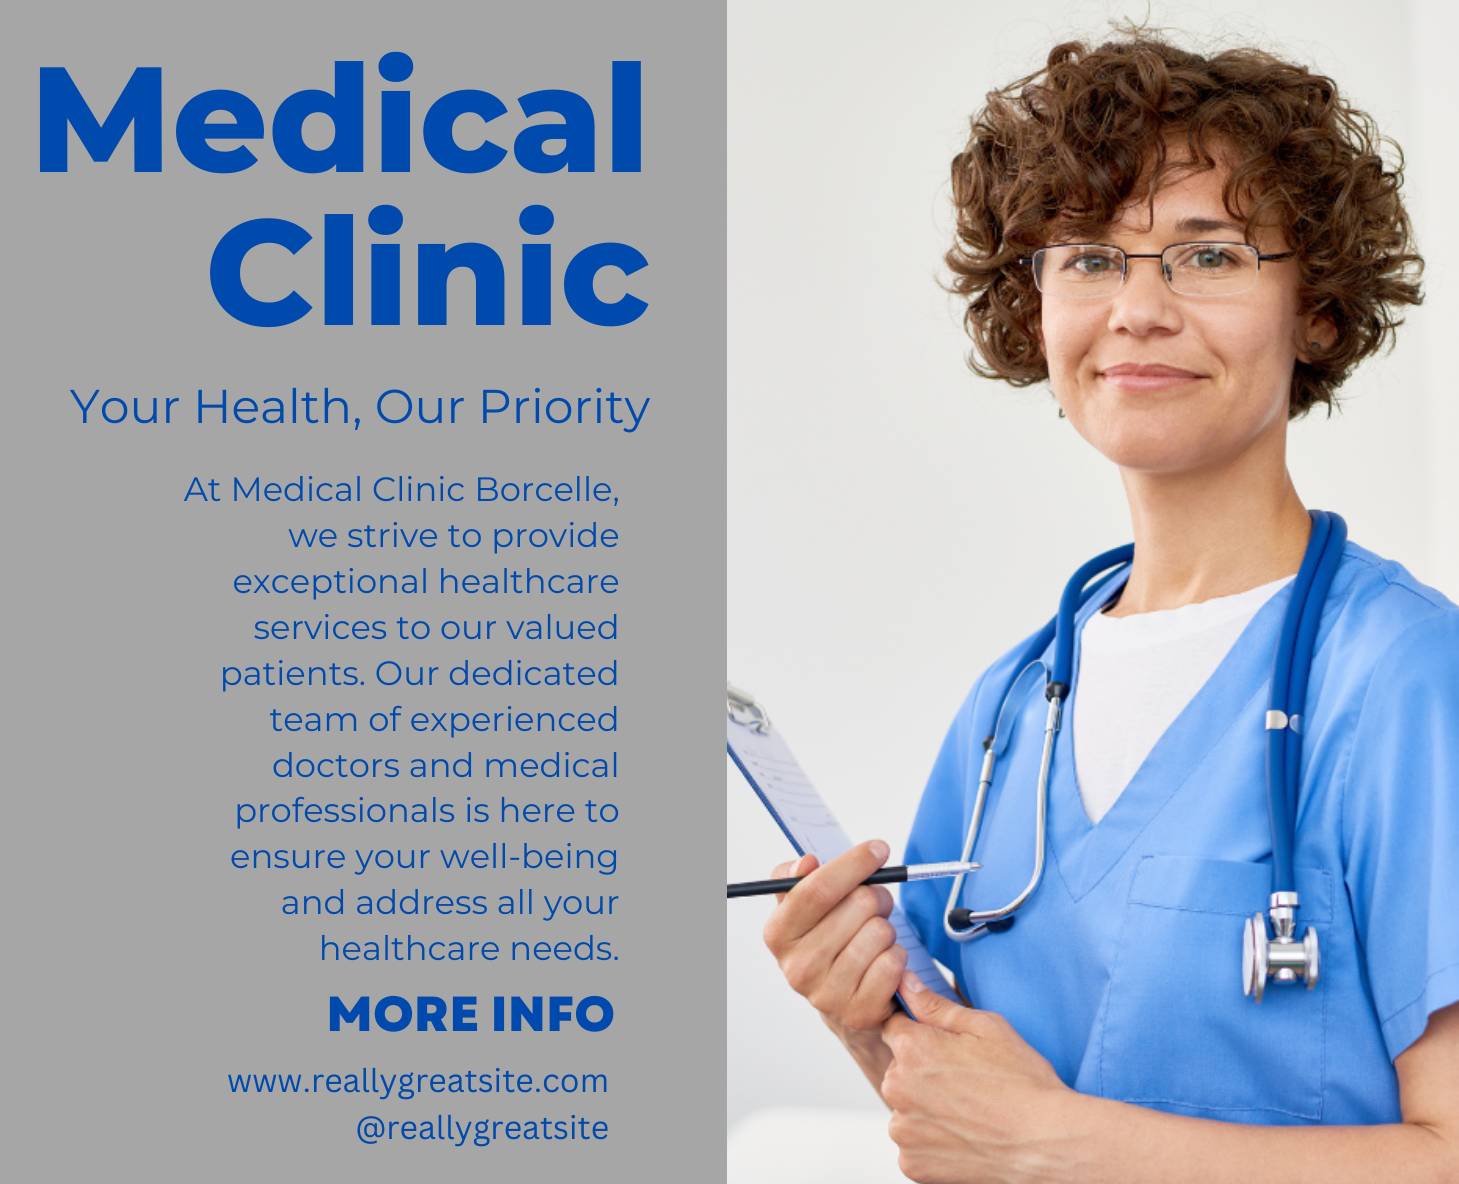 Medical
Clinic
Your Health, Our Priority
At Medical Clinic Borcelle,
we strive to provide
exceptional healthcare
services to our valued
patients. Our dedicated
team of experienced
doctors and medical
professionals is here to
ensure your well-being
and address all your
healthcare needs.
MORE INFO
www.reallygreatsite.com
@reallygreatsite